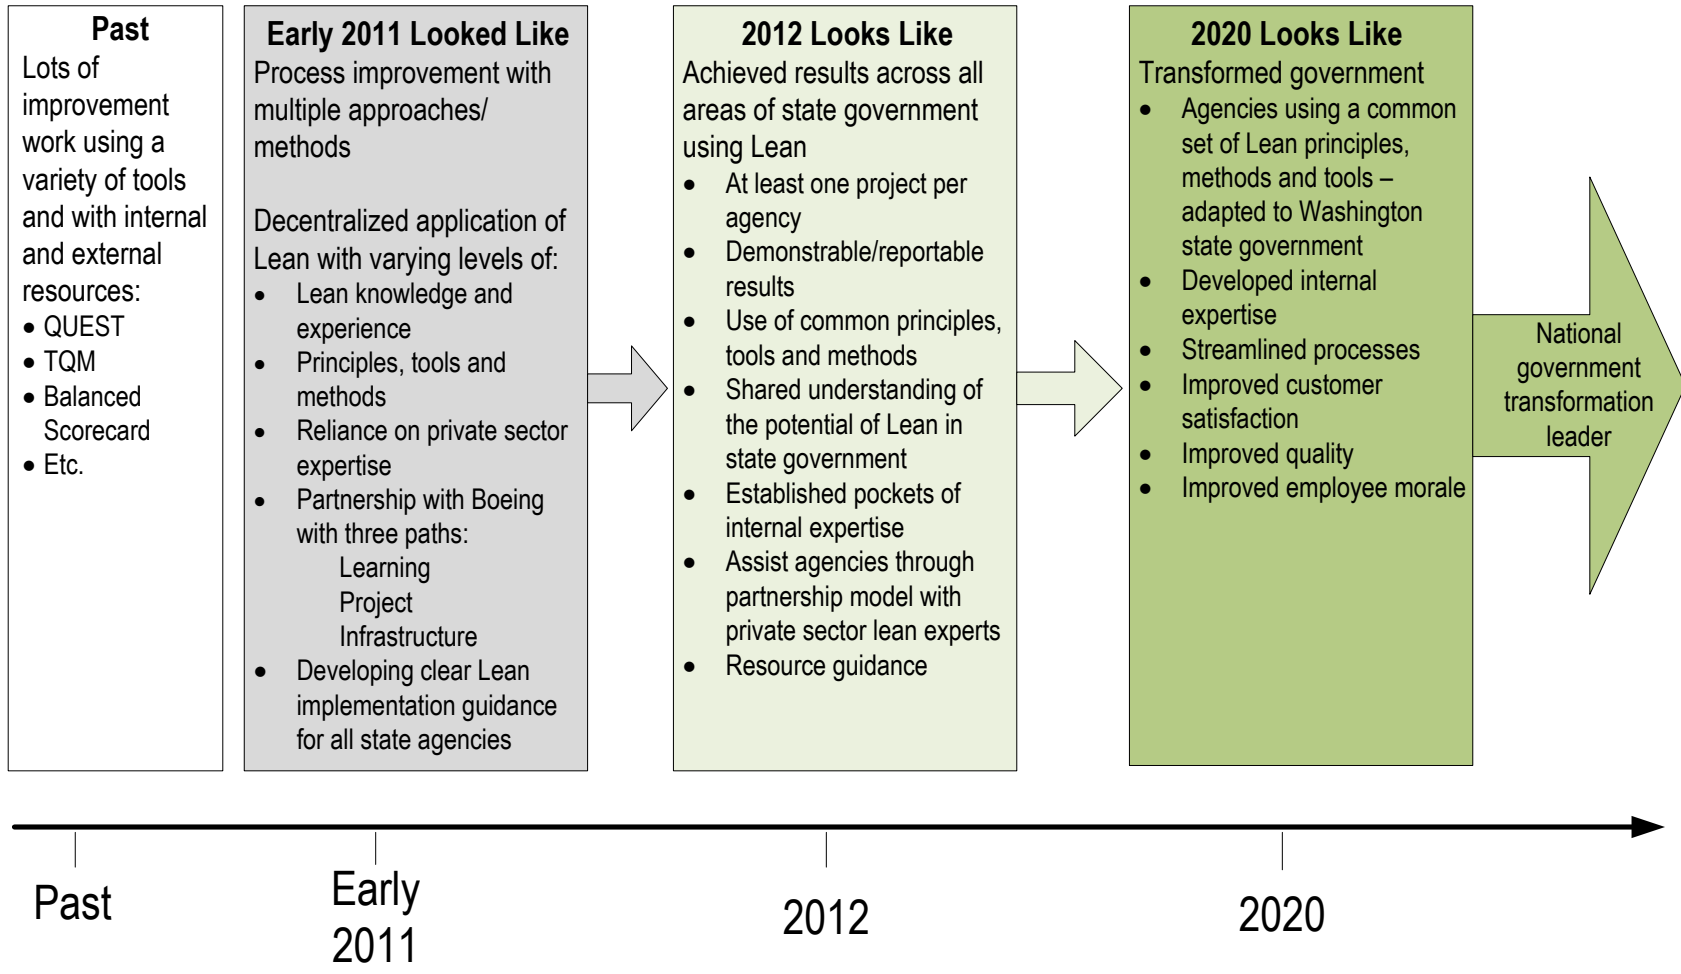 Past
Lots of
improvement
work using a
variety of tools
and with internal
and external
resources:
• QUEST
• TQM
• Balanced
Scorecard
• Etc.
Early 2011 Looked Like
Process improvement with
multiple approaches/
methods
Decentralized application of
Lean with varying levels of:
• Lean knowledge and
experience
• Principles, tools and
methods
• Reliance on private sector
expertise
• Partnership with Boeing
with three paths:
Learning
Project
Infrastructure
• Developing clear Lean
implementation guidance
for all state agencies
2012 Looks Like
Achieved results across all
areas of state government
using Lean
• At least one project per
agency
• Demonstrable/reportable
results
• Use of common principles,
tools and methods
• Shared understanding of
the potential of Lean in
state government
• Established pockets of
internal expertise
• Assist agencies through
partnership model with
private sector lean experts
• Resource guidance
2020 Looks Like
Transformed government
• Agencies using a common
set of Lean principles,
methods and tools –
adapted to Washington
state government
• Developed internal
expertise
• Streamlined processes
• Improved customer
satisfaction
• Improved quality
• Improved employee morale
National
government
transformation
leader
Past
Early
2011
2012
2020